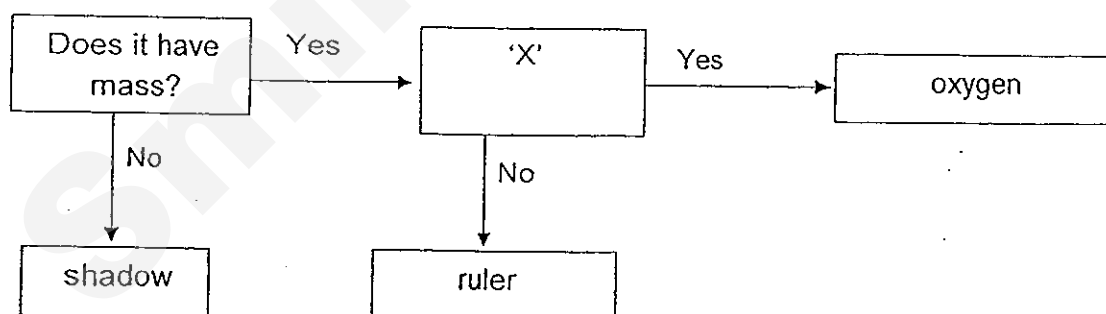 Does it have
mass?
Yes
'X'
Yes
oxygen
No
No
shadow
ruler